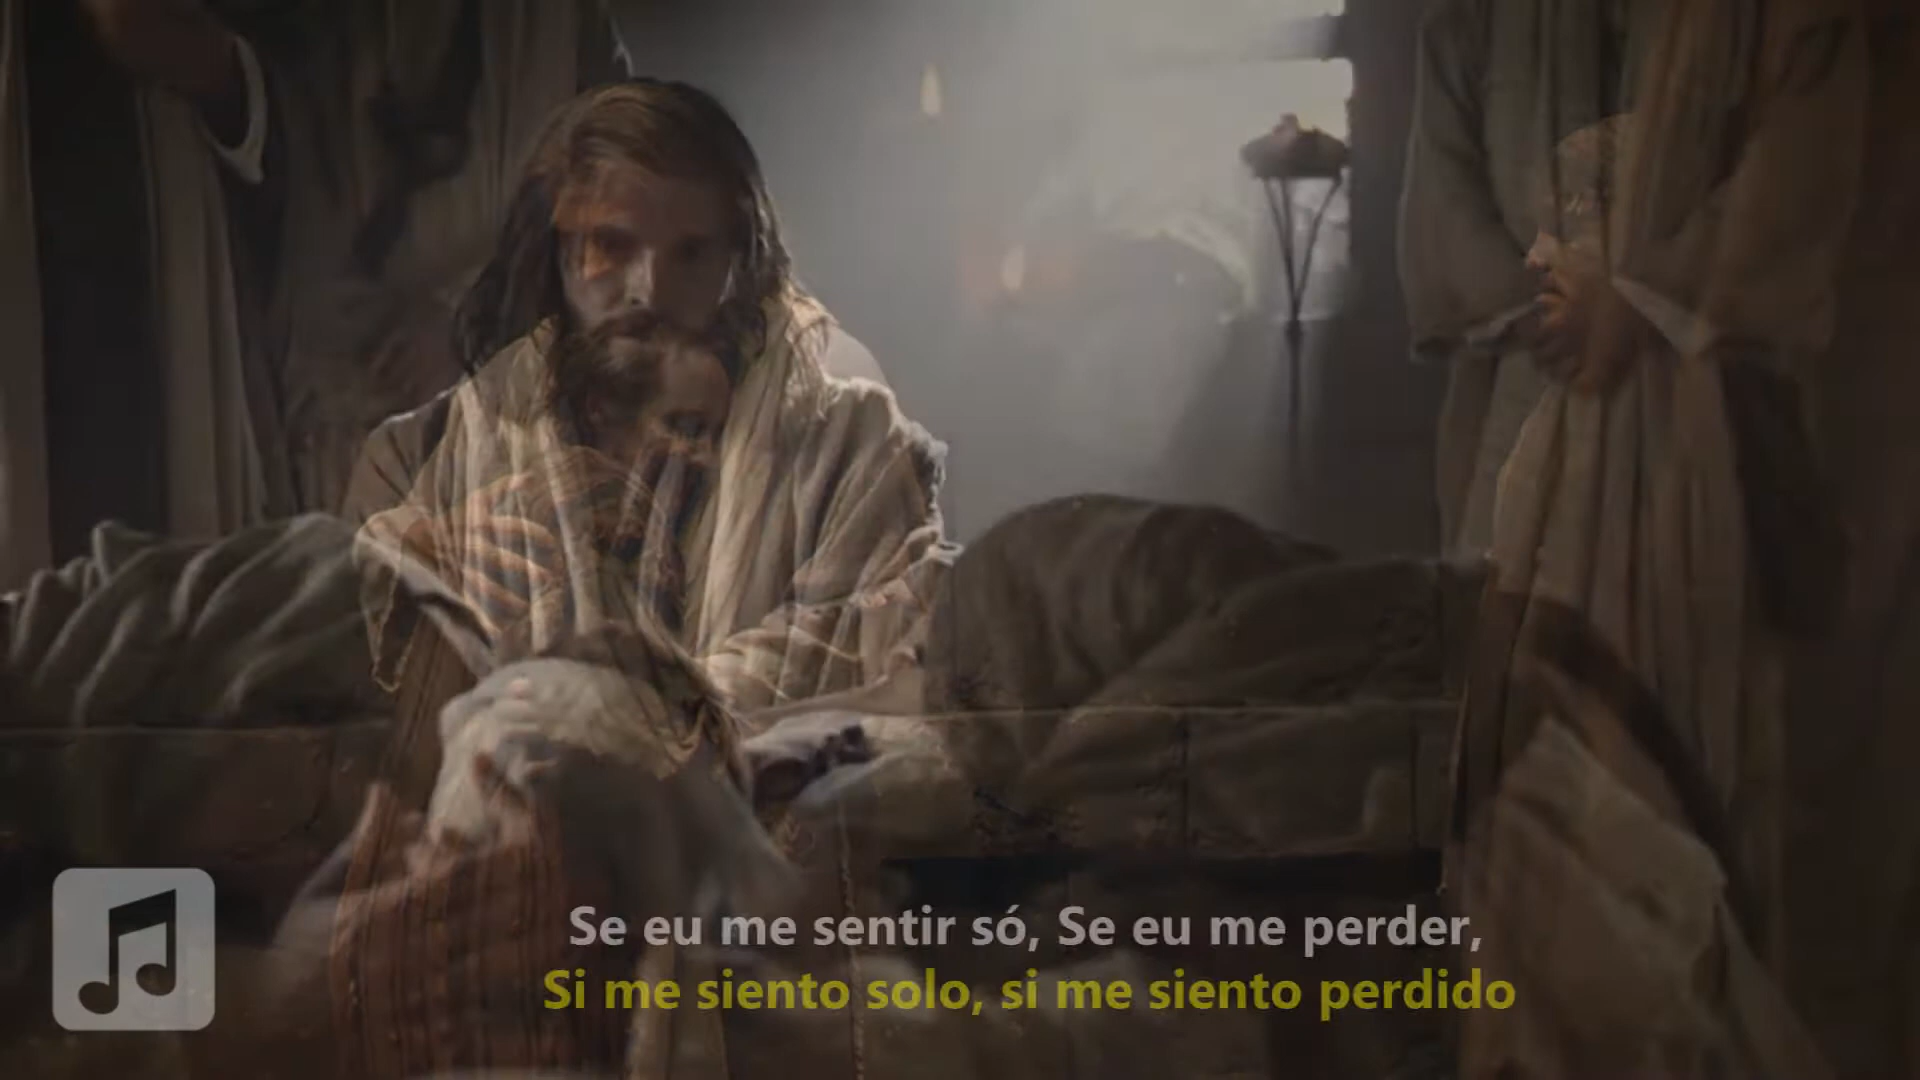 Se eu me sentir só, Se eu me perder,
Si me siento solo, si me siento perdido